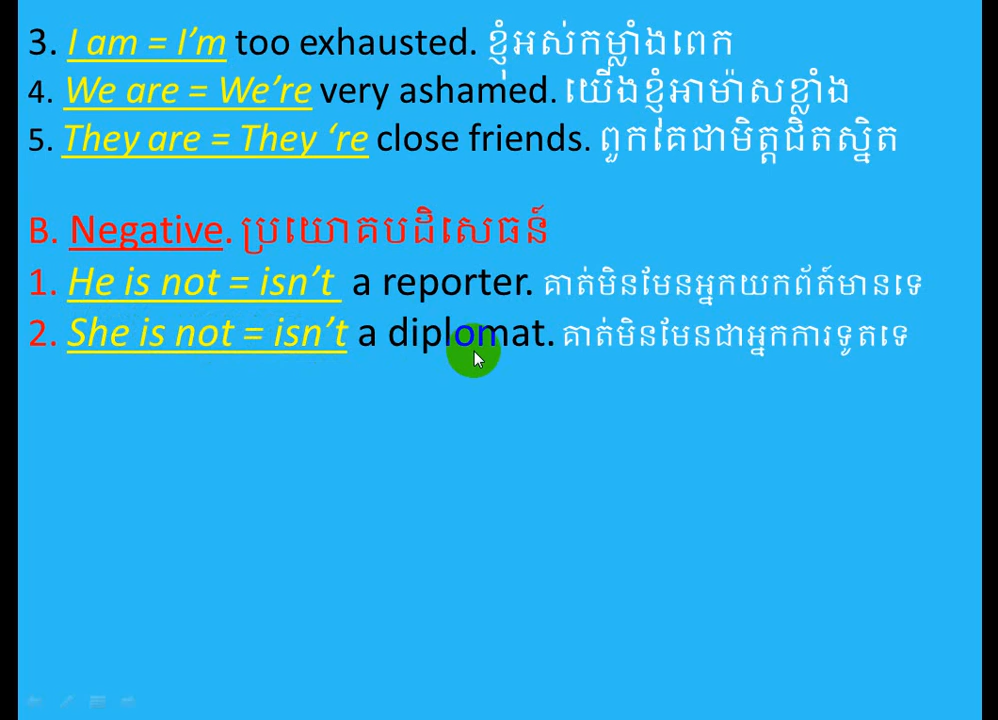 3. I am = I’m too exhausted. ខ្ញុំអស់កម្លាំងពេក
4. We are = We’re very ashamed. យើងខ្ញុំអាម៉ាសខ្លាំង
5. They are = They ‘re close friends. ពួកគេជាមិត្តជិតស្និត
B. Negative. ប្រយោគបដិសេធន៍
1. He is not = isn’t a reporter. គាត់មិនមែនអ្នកយកព័ត៍មានទេ
2. She is not = isn’t a diplomat. គាត់មិនមែនជាអ្នកការទូតទេ